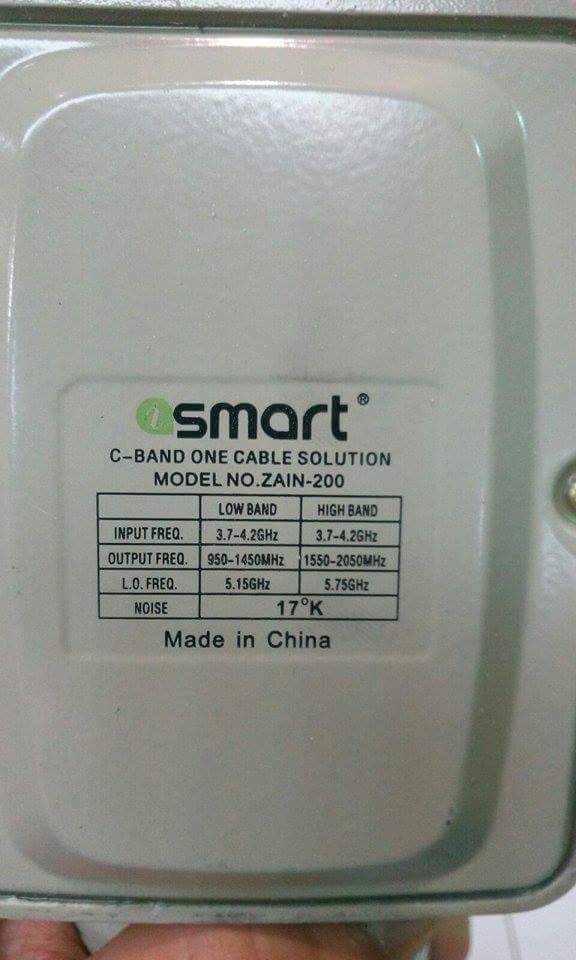 ismart®
C-BAND ONE CABLE SOLUTION
MODEL NO.ZAIN-200
LOW BAND HIGH BAND
INPUT FREQ. 3.7-4.2GHz 3.7-4.2GHz
OUTPUT FREQ. 950-1450MHz 1550-2050MHz
L.O. FREQ. 5.15GHz 5.75GHz
NOISE 17°K
Made in China